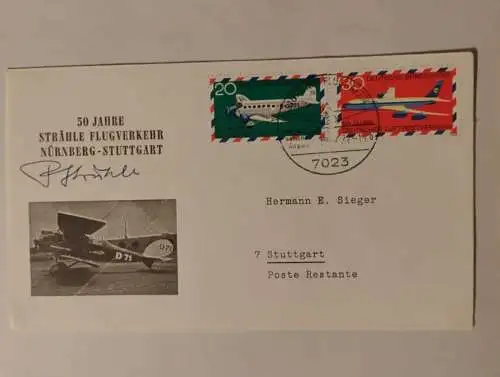 20
30
50 JAHRE
STRÄHLE FLUGVERKEHR
NÜRNBERG-STUTTGART
7023
D 71
Hermann E. Sieger
7 Stuttgart
Poste Restante